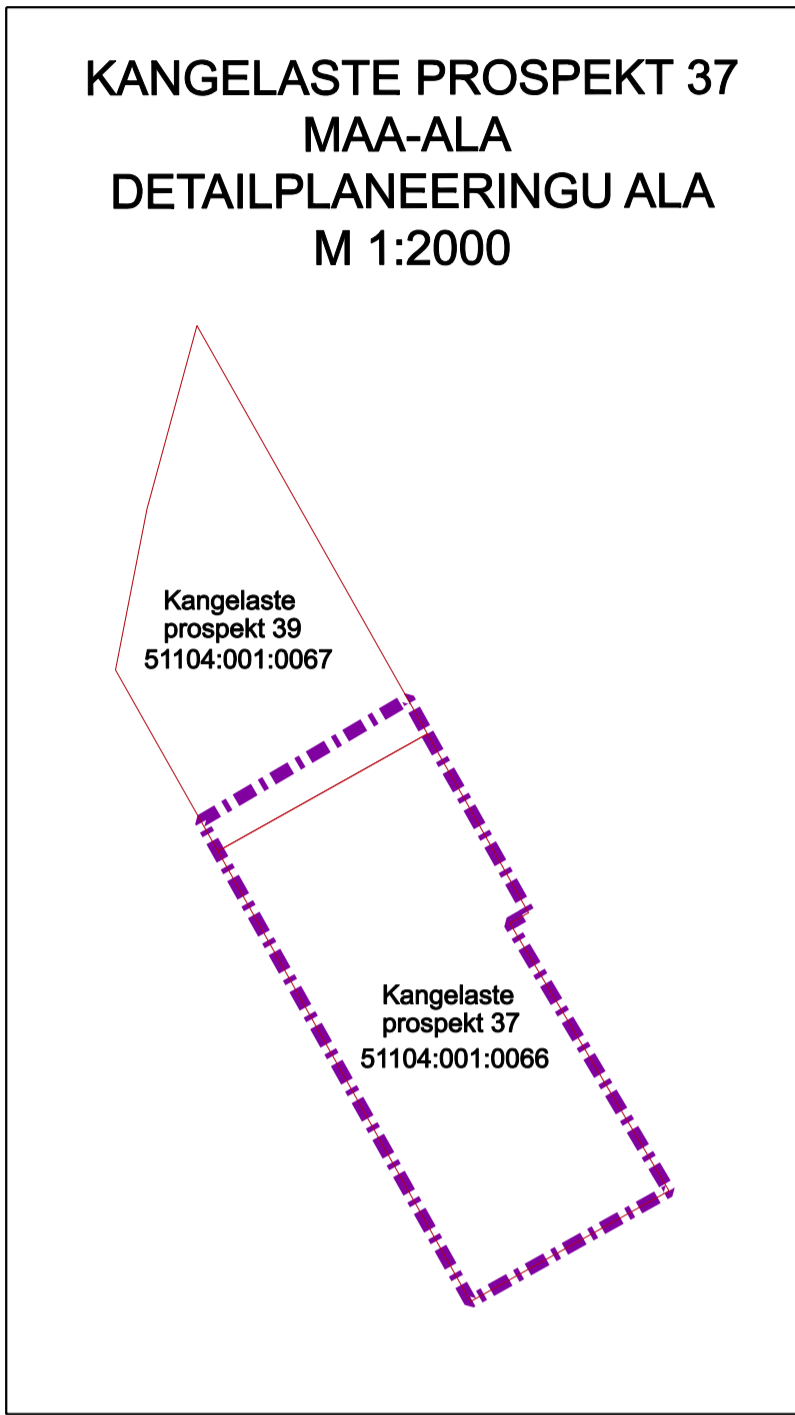 KANGELASTE PROSPEKT 37
MAA-ALA
DETAILPLANEERINGU ALA
M 1:2000
Kangelaste
prospekt 39
51104:001:0067
Kangelaste
prospekt 37
51104:001:0066